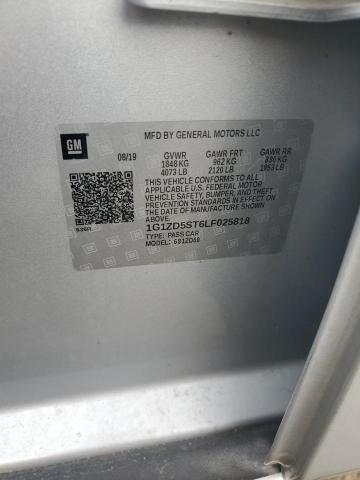 GM
MFD BY GENERAL MOTORS LLC
08/19 GVWR GAWR FRT GAWR RR
1848 KG 962 KG 886 KG
4073 LB 2120 LB 1953 LB
THIS VEHICLE CONFORMS TO ALL
APPLICABLE U.S. FEDERAL MOTOR
VEHICLE SAFETY, BUMPER, AND THEFT
PREVENTION STANDARDS IN EFFECT ON
THE DATE OF MANUFACTURE SHOWN
ABOVE.
1G1ZD5ST6LF025818
TYPE: PASS CAR
MODEL: 6B1ZD69